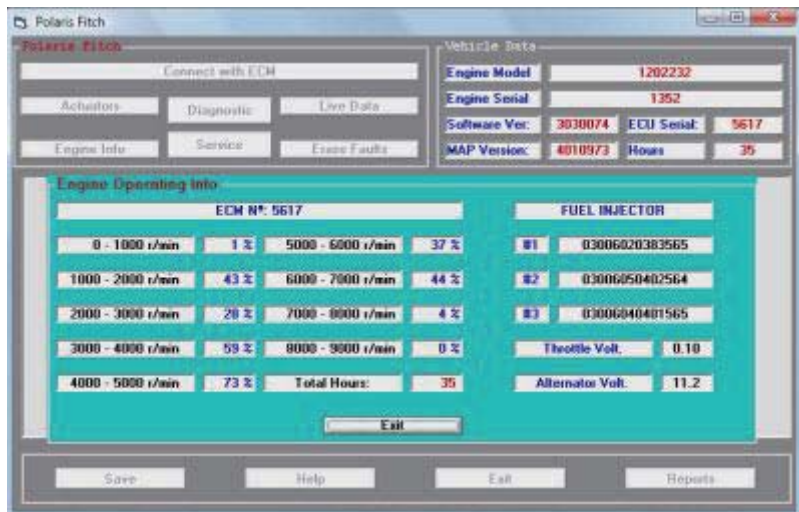 Polaris Fitch
Polaris Fitch
Connect with ECM
Actuators
Diagnostic
Live Data
Engine Info
Service
Erase Faults
Vehicle Data
Engine Model 1202232
Engine Serial 1352
Software Ver: 3030074 ECU Serial: 5617
MAP Version: 4010973 Hours 35
Engine Operating Info
ECM Nº: 5617
0 - 1000 r/min 1 % 5000 - 6000 r/min 37 %
1000 - 2000 r/min 43 % 6000 - 7000 r/min 44 %
2000 - 3000 r/min 28 % 7000 - 8000 r/min 4 %
3000 - 4000 r/min 59 % 8000 - 9000 r/min 0 %
4000 - 5000 r/min 73 % Total Hours: 35
FUEL INJECTOR
#1 03006020383565
#2 03006050402564
#3 03006040401565
Throttle Volt. 0.10
Alternator Volt. 11.2
Exit
Save
Help
Exit
Reports